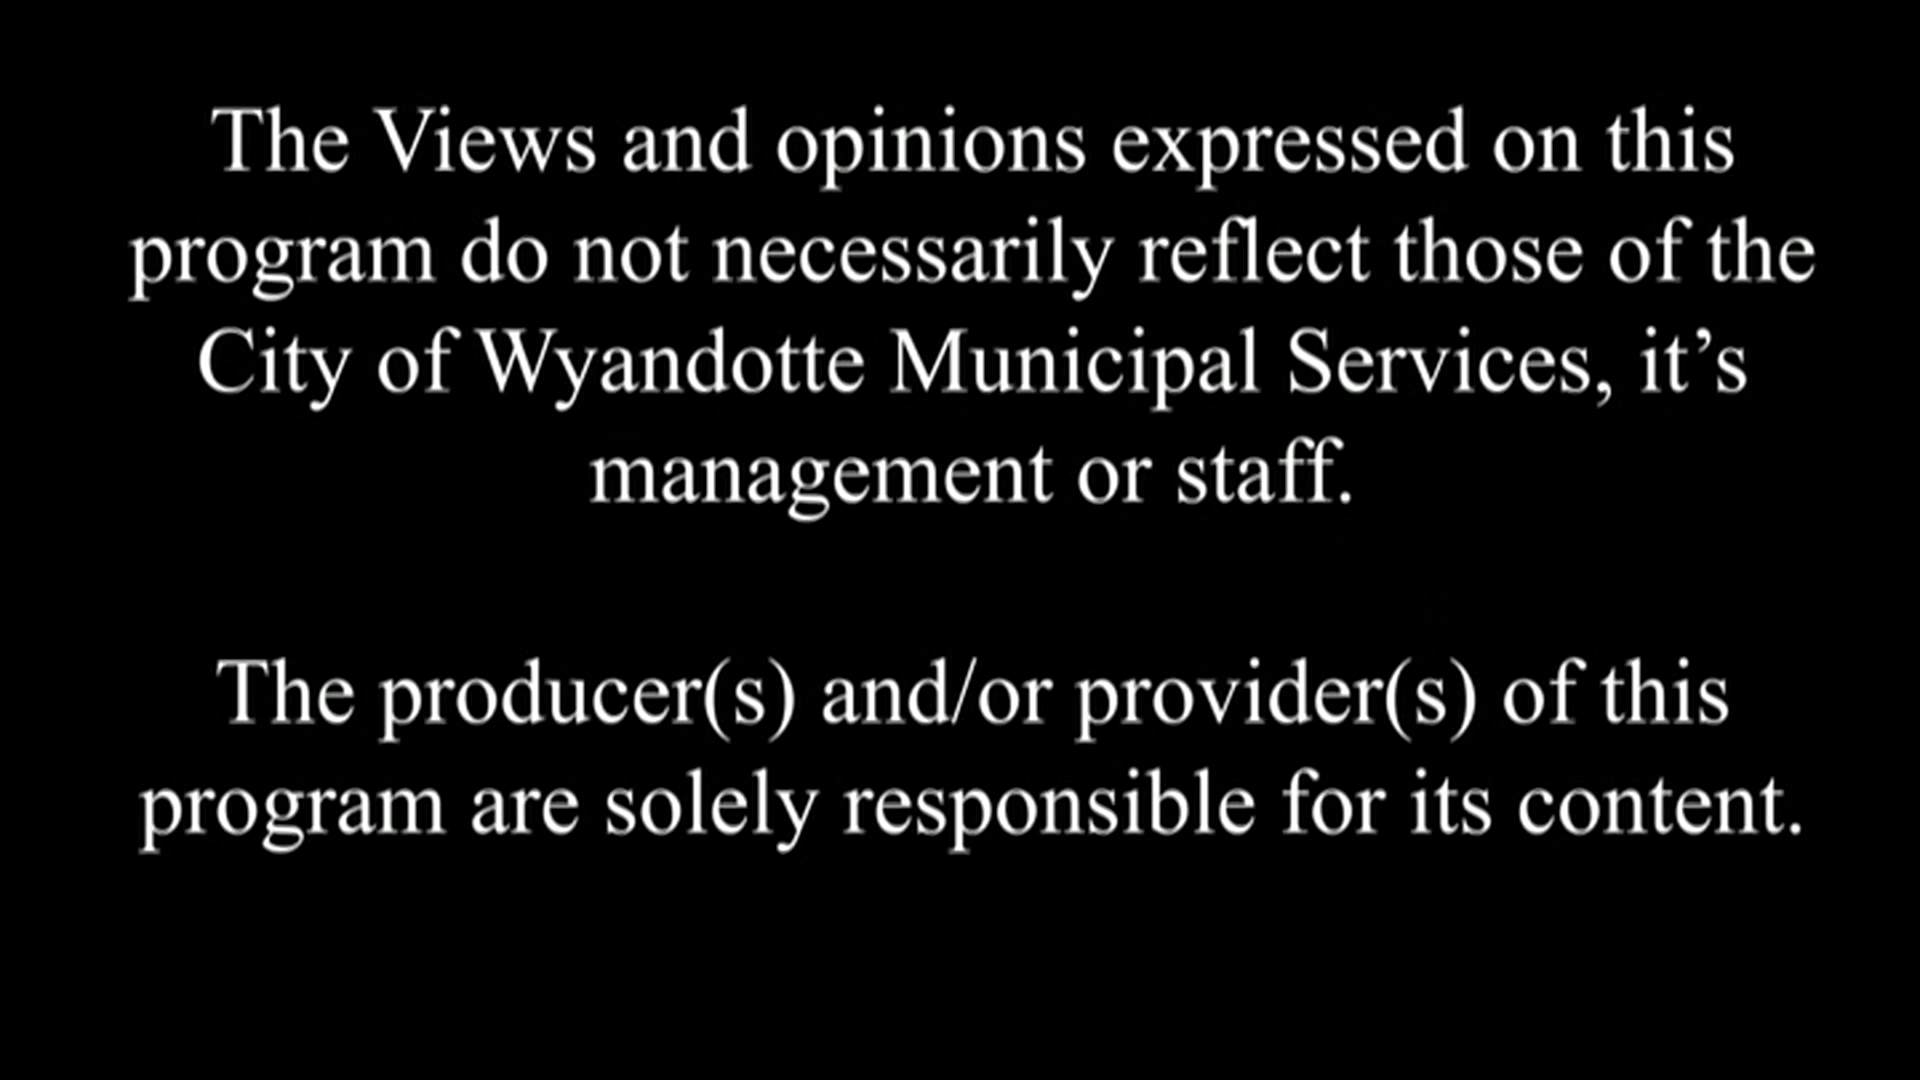 The Views and opinions expressed on this
program do not necessarily reflect those of the
City of Wyandotte Municipal Services, it’s
management or staff.
The producer(s) and/or provider(s) of this
program are solely responsible for its content.